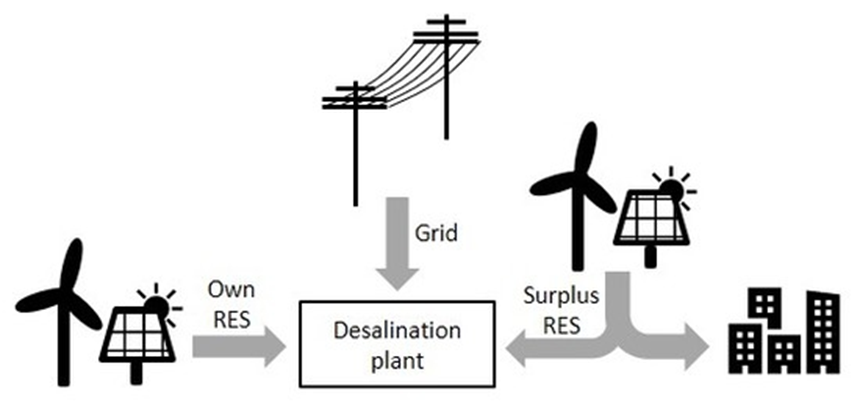 Grid
Own
RES
Surplus
RES
Desalination
plant